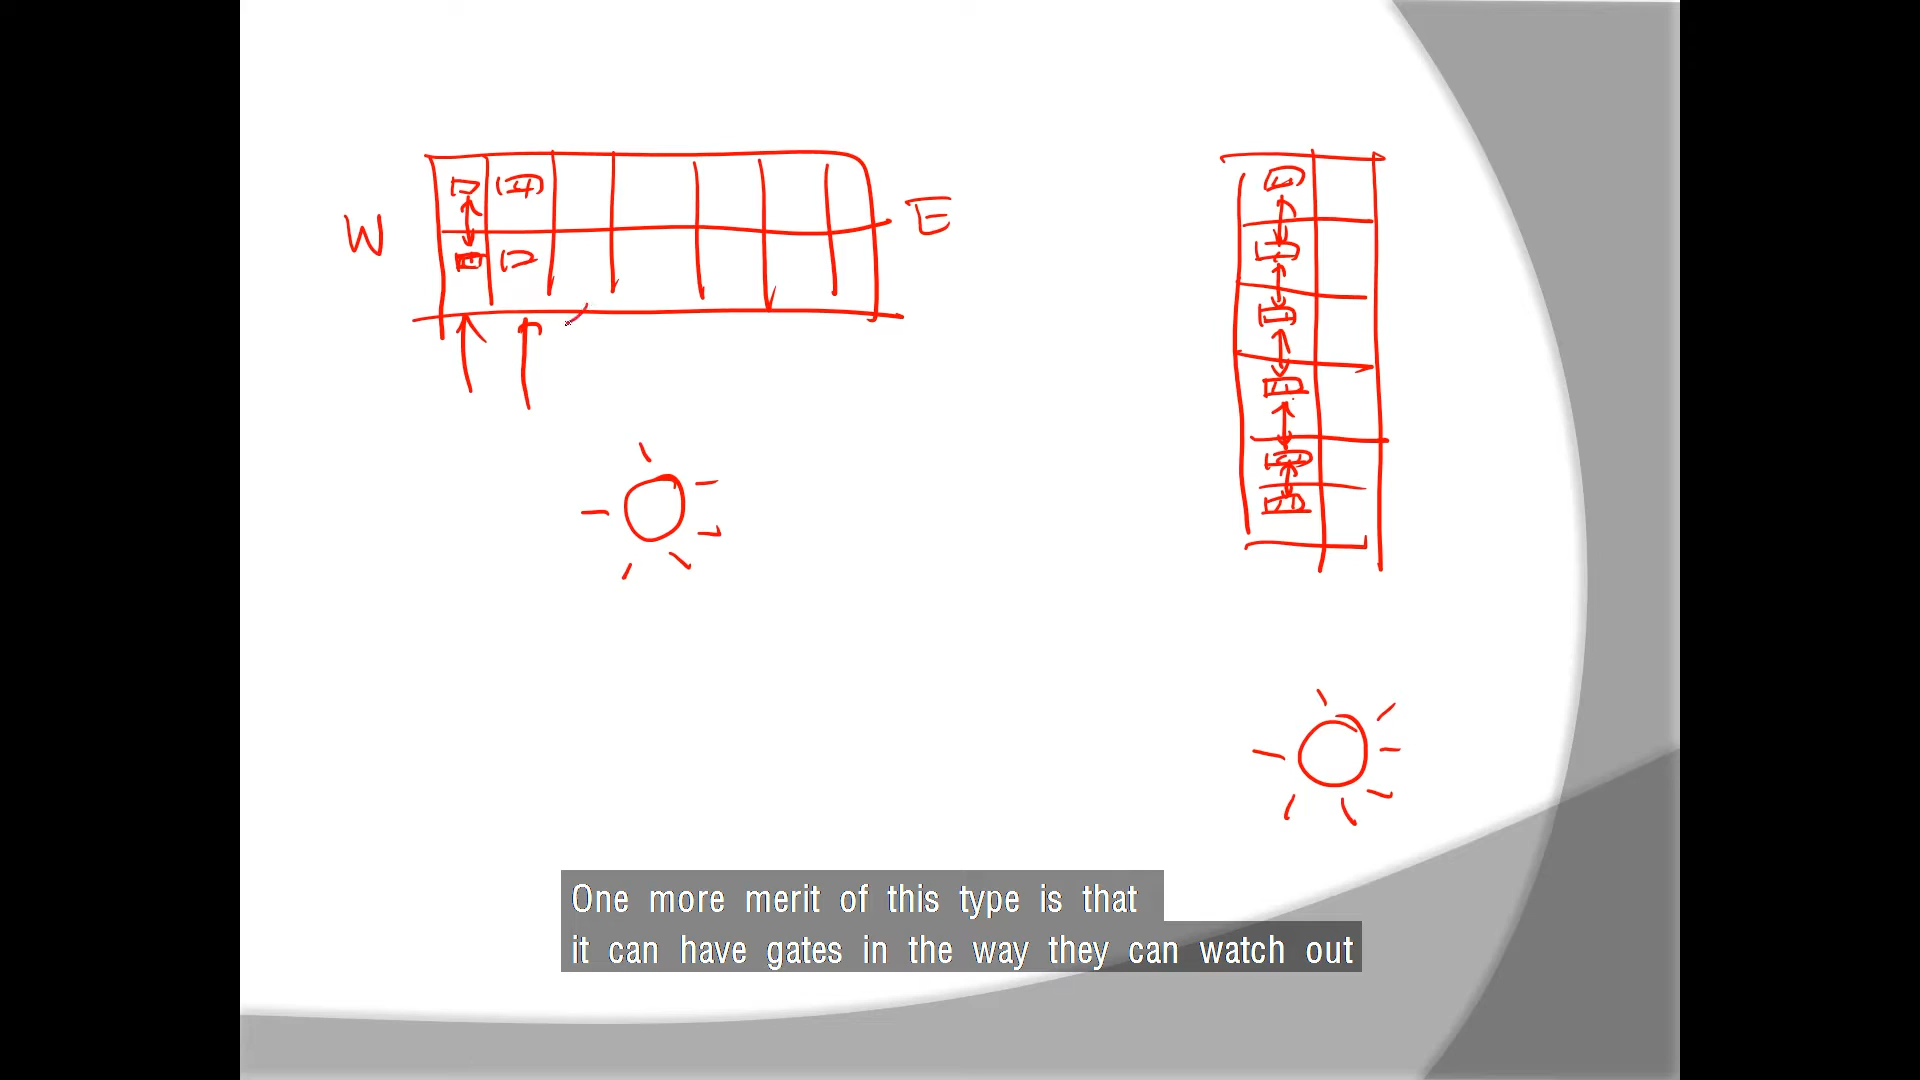 W
E
One more merit of this type is that
it can have gates in the way they can watch out